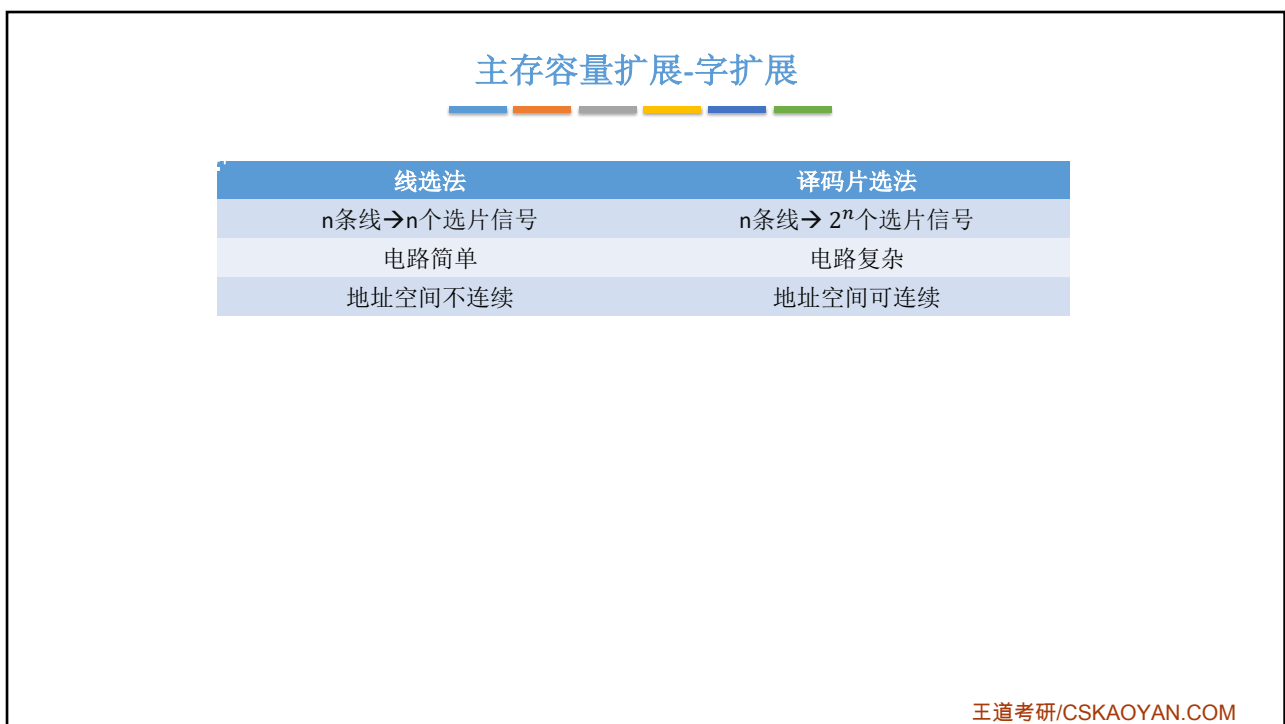 主存容量扩展-字扩展
线选法 译码片选法
n条线→n个选片信号 n条线→ 2ⁿ个选片信号
电路简单 电路复杂
地址空间不连续 地址空间可连续
王道考研/CSKAOYAN.COM